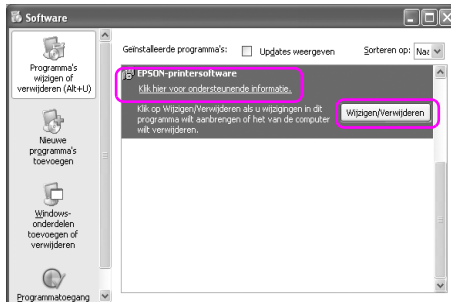 Software
Programma's
wijzigen of
verwijderen (Alt+U)
Nieuwe
programma's
toevoegen
Windows-
onderdelen
toevoegen of
verwijderen
Programmatoegang
Geïnstalleerde programma's:
Updates weergeven
Sorteren op:
EPSON-printersoftware
Klik hier voor ondersteunende informatie.
Klik op Wijzigen/Verwijderen als u wijzigingen in dit
programma wilt aanbrengen of het van de computer
wilt verwijderen.
Wijzigen/Verwijderen